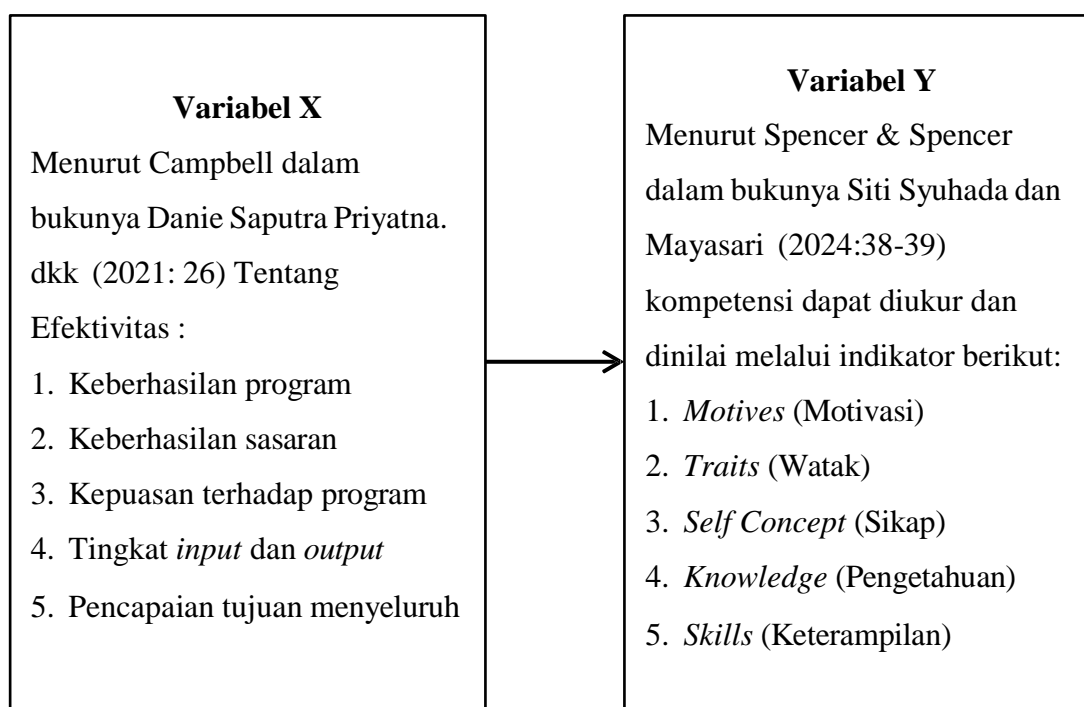 Variabel X
Menurut Campbell dalam
bukunya Danie Saputra Priyatna.
dkk (2021: 26) Tentang
Efektivitas :
1. Keberhasilan program
2. Keberhasilan sasaran
3. Kepuasan terhadap program
4. Tingkat input dan output
5. Pencapaian tujuan menyeluruh
Variabel Y
Menurut Spencer & Spencer
dalam bukunya Siti Syuhada dan
Mayasari (2024:38-39)
kompetensi dapat diukur dan
dinilai melalui indikator berikut:
1. Motives (Motivasi)
2. Traits (Watak)
3. Self Concept (Sikap)
4. Knowledge (Pengetahuan)
5. Skills (Keterampilan)